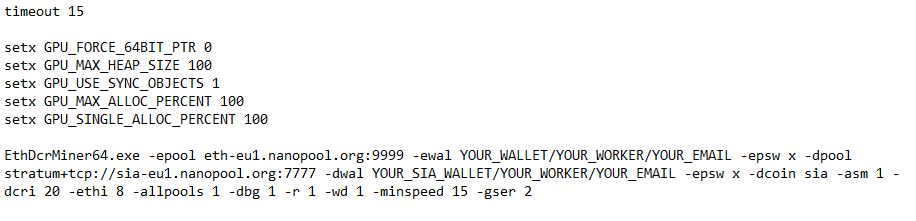 timeout 15
setx GPU_FORCE_64BIT_PTR 0
setx GPU_MAX_HEAP_SIZE 100
setx GPU_USE_SYNC_OBJECTS 1
setx GPU_MAX_ALLOC_PERCENT 100
setx GPU_SINGLE_ALLOC_PERCENT 100
EthDcrMiner64.exe -epool eth-eu1.nanopool.org:9999 -ewal YOUR_WALLET/YOUR_WORKER/YOUR_EMAIL -epsw x -dpool
stratum+tcp://sia-eu1.nanopool.org:7777 -dwal YOUR_SIA_WALLET/YOUR_WORKER/YOUR_EMAIL -epsw x -dcoin sia -asm 1 -
dcri 20 -ethi 8 -allpools 1 -dbg 1 -r 1 -wd 1 -minspeed 15 -gser 2